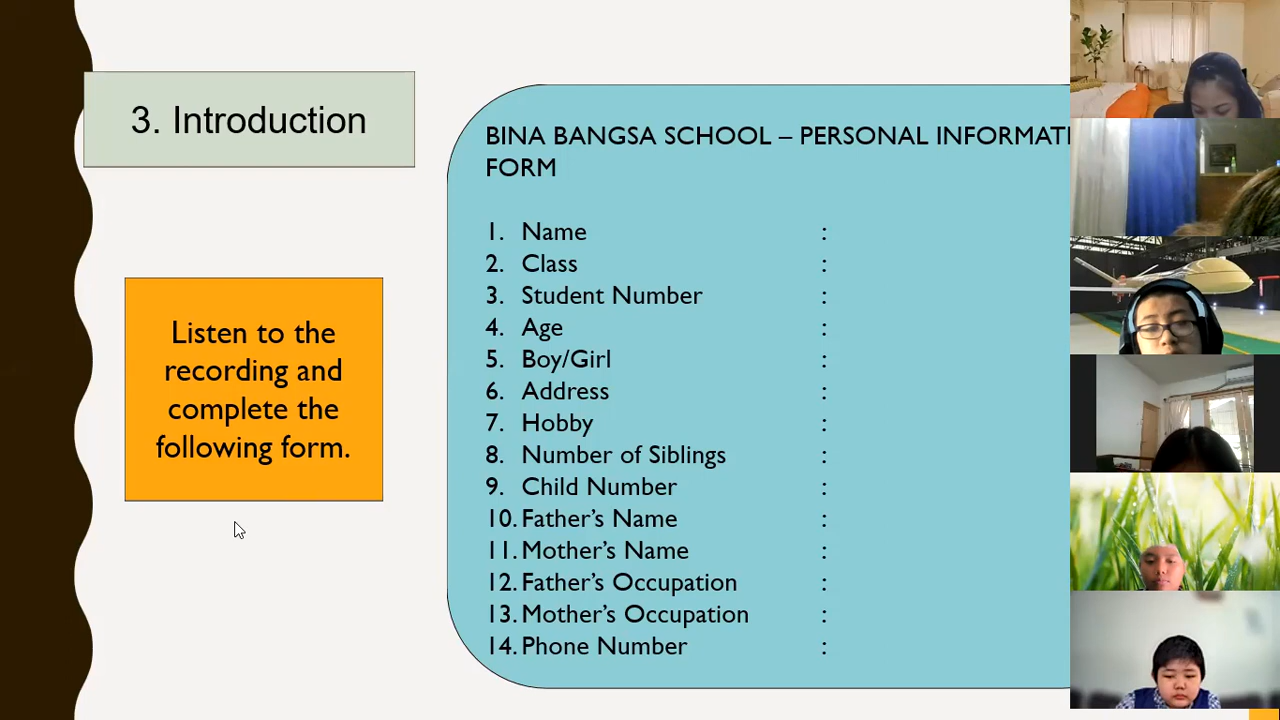 3. Introduction
Listen to the
recording and
complete the
following form.
BINA BANGSA SCHOOL – PERSONAL INFORMATI
FORM
1. Name :
2. Class :
3. Student Number :
4. Age :
5. Boy/Girl :
6. Address :
7. Hobby :
8. Number of Siblings :
9. Child Number :
10. Father's Name :
11. Mother's Name :
12. Father's Occupation :
13. Mother's Occupation :
14. Phone Number :